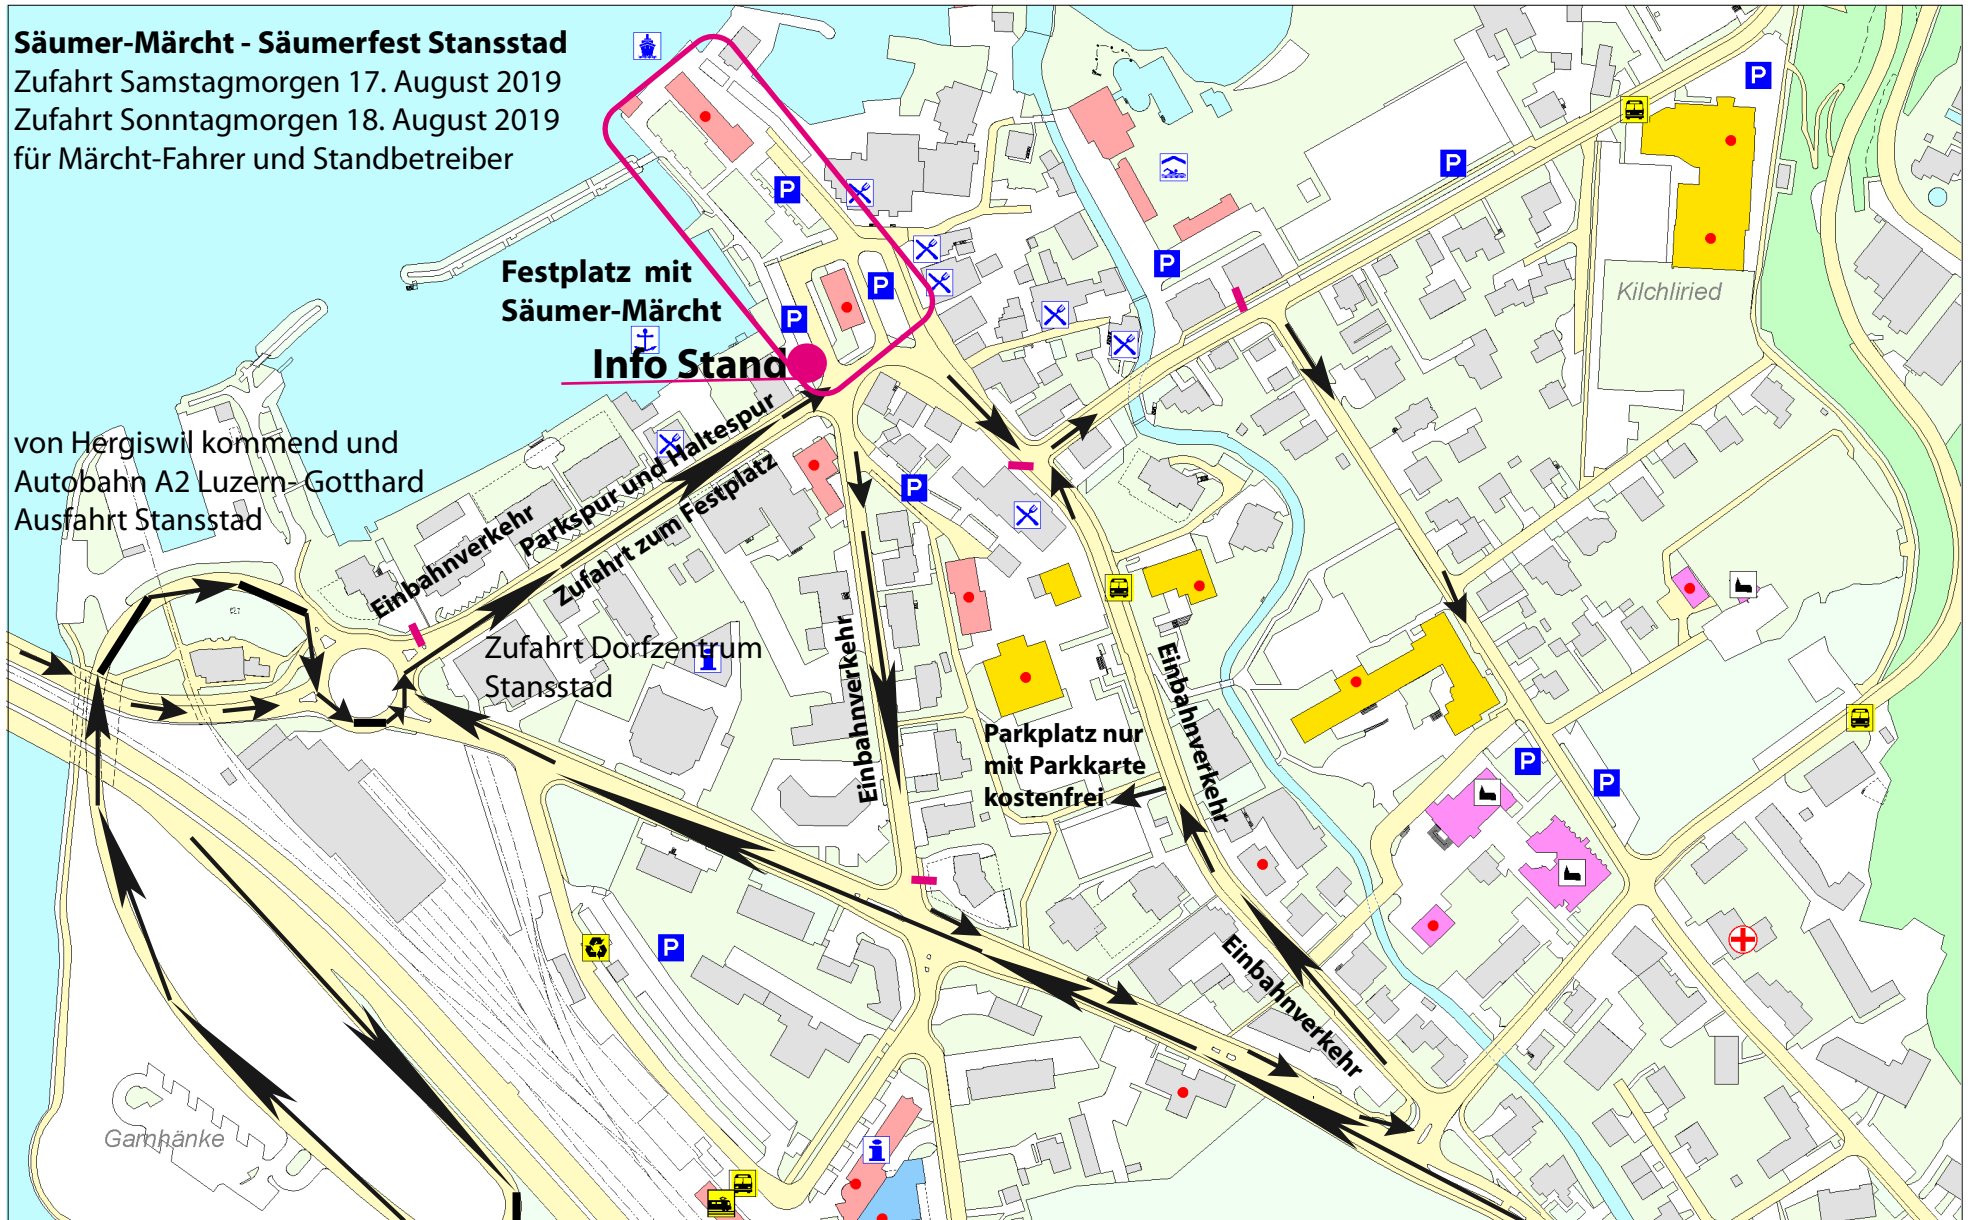 Säumer-Märcht - Säumerfest Stansstad
Zufahrt Samstagmorgen 17. August 2019
Zufahrt Sonntagmorgen 18. August 2019
für Märcht-Fahrer und Standbetreiber
P
P
P
P
Kilchliried
Festplatz mit
Säumer-Märcht
P
P
Info Stand
von Hergiswil kommend und
Autobahn A2 Luzern- Gotthard
Ausfahrt Stansstad
Einbahnverkehr
Parkspur und Haltespur
Zufahrt zum Festplatz
P
Zufahrt Dorfzentrum
Stansstad
i
Einbahnverkehr
Einbahnverkehr
Parkplatz nur
mit Parkkarte
kostenfrei
P
P
P
Einbahnverkehr
Gamhänke
i